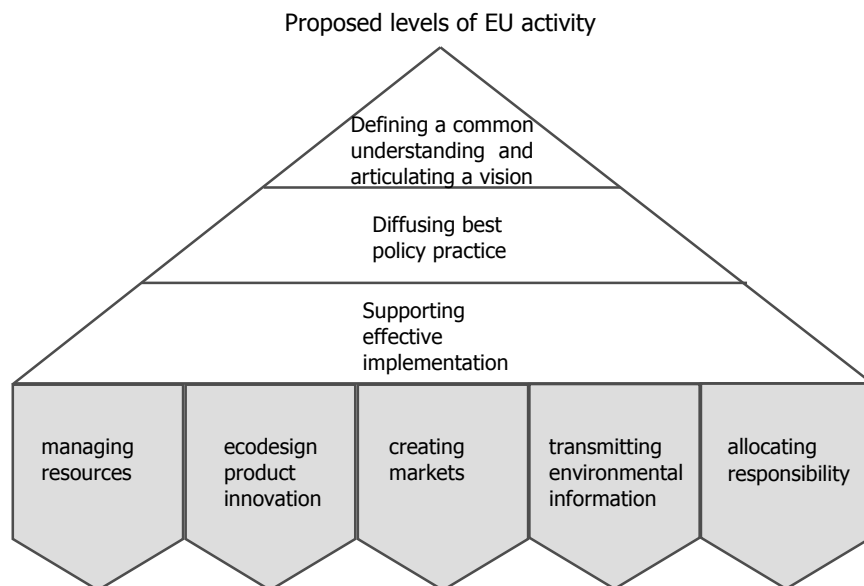 Proposed levels of EU activity
Defining a common
understanding and
articulating a vision
Diffusing best
policy practice
Supporting
effective
implementation
managing
resources
ecodesign
product
innovation
creating
markets
transmitting
environmental
information
allocating
responsibility